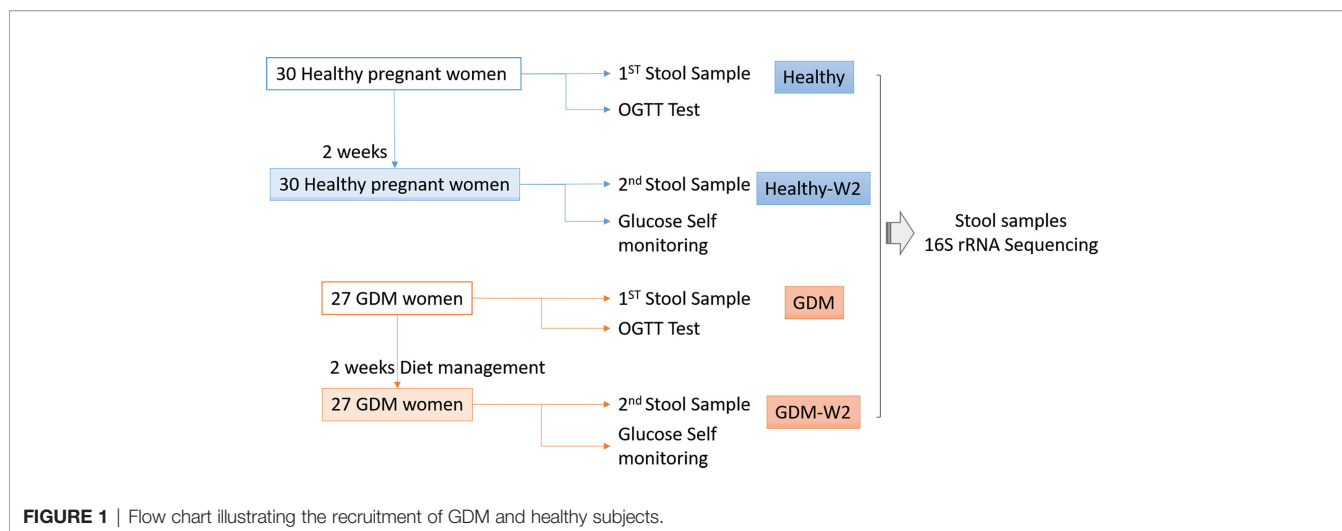 30 Healthy pregnant women
1ST Stool Sample
Healthy
OGTT Test
2 weeks
30 Healthy pregnant women
2nd Stool Sample
Healthy-W2
Glucose Self
monitoring
Stool samples
16S rRNA Sequencing
27 GDM women
1ST Stool Sample
GDM
OGTT Test
2 weeks Diet management
27 GDM women
2nd Stool Sample
GDM-W2
Glucose Self
monitoring
FIGURE 1 | Flow chart illustrating the recruitment of GDM and healthy subjects.